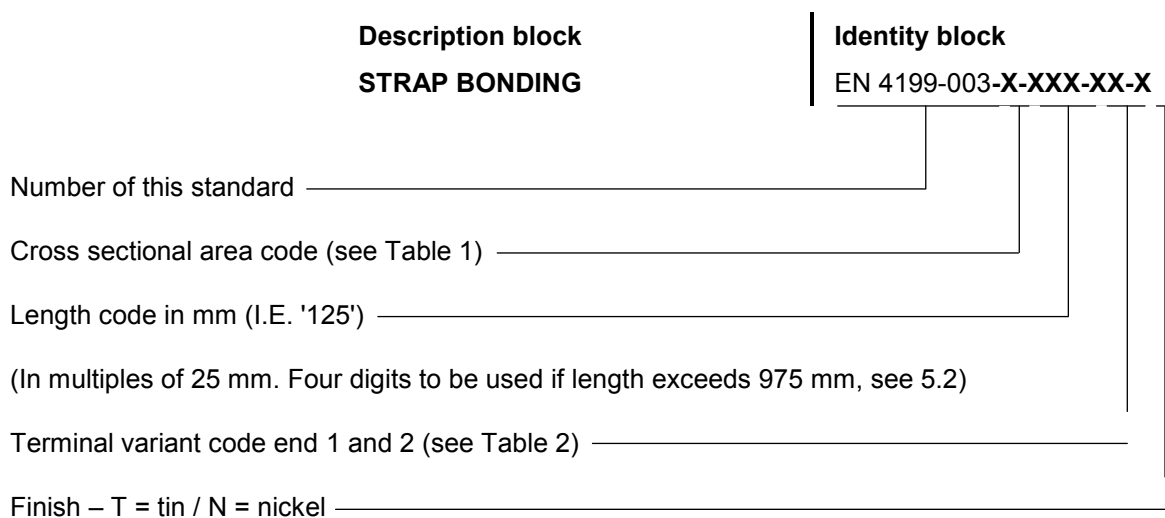 Description block Identity block
STRAP BONDING EN 4199-003-X-XXX-XX-X
Number of this standard
Cross sectional area code (see Table 1)
Length code in mm (I.E. '125')
(In multiples of 25 mm. Four digits to be used if length exceeds 975 mm, see 5.2)
Terminal variant code end 1 and 2 (see Table 2)
Finish – T = tin / N = nickel